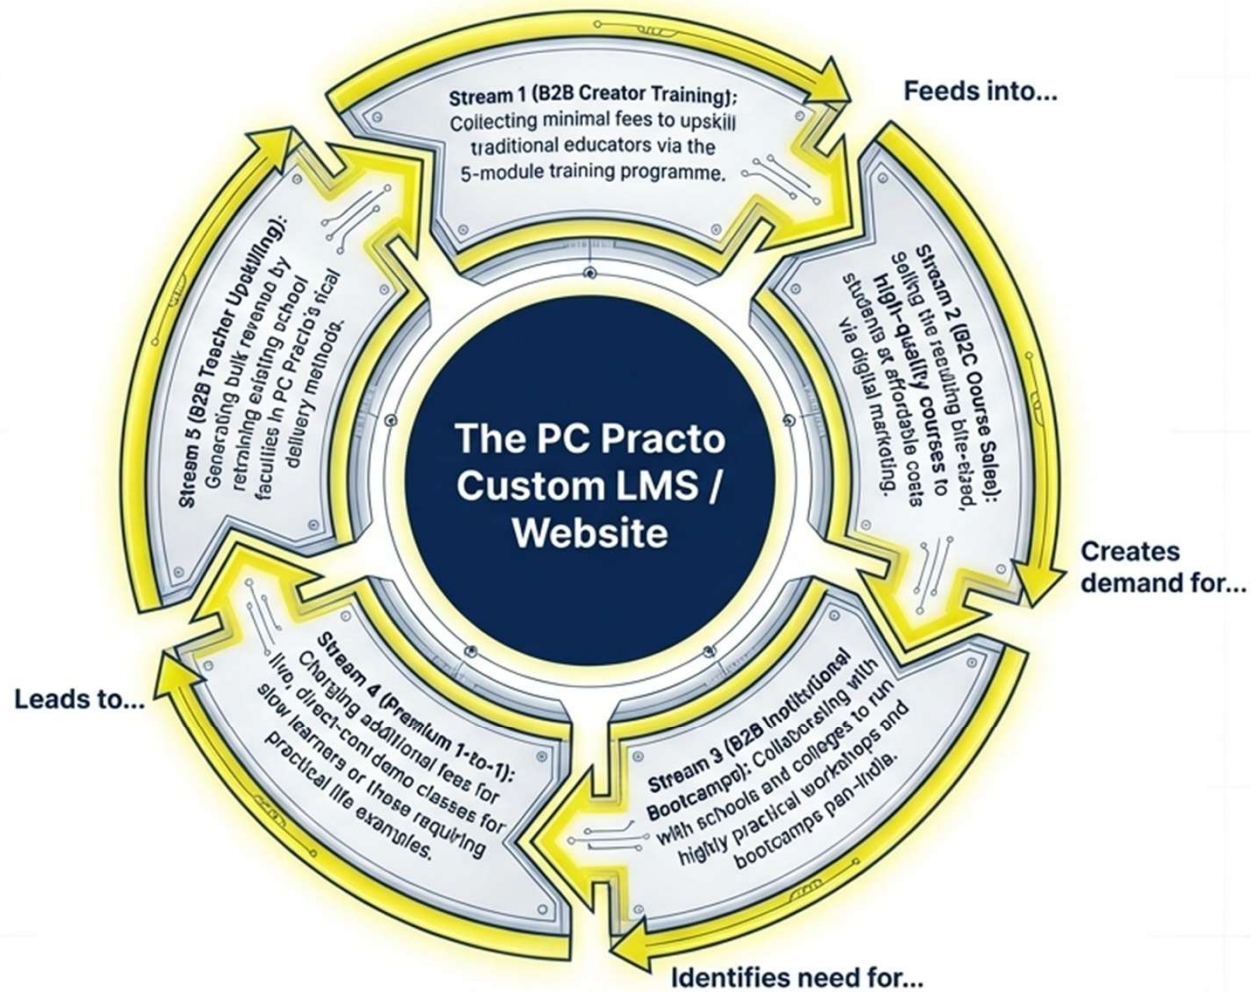 Stream 1 (B2B Creator Training):
Collecting minimal fees to upskill
traditional educators via the
5-module training programme.
Feeds into...
Stream 2 (B2C Course Sales):
Selling the resulting bite-sized,
high-quality courses to
students at affordable costs
via digital marketing.
Creates
demand for...
Stream 3 (B2B Institutional
Bootcamps): Collaborating with
with schools and colleges to run
highly practical workshops and
bootcamps pan-India.
Identifies need for...
Stream 4 (Premium 1-to-1):
Charging additional fees for
live, demo classes for
slow learners or those requiring
practical life examples.
Leads to...
Stream 5 (B2B Teacher Upskilling):
Generating bulk revenue by
retraining existing school
faculties in PC Practo's
delivery methods.
The PC Practo
Custom LMS /
Website